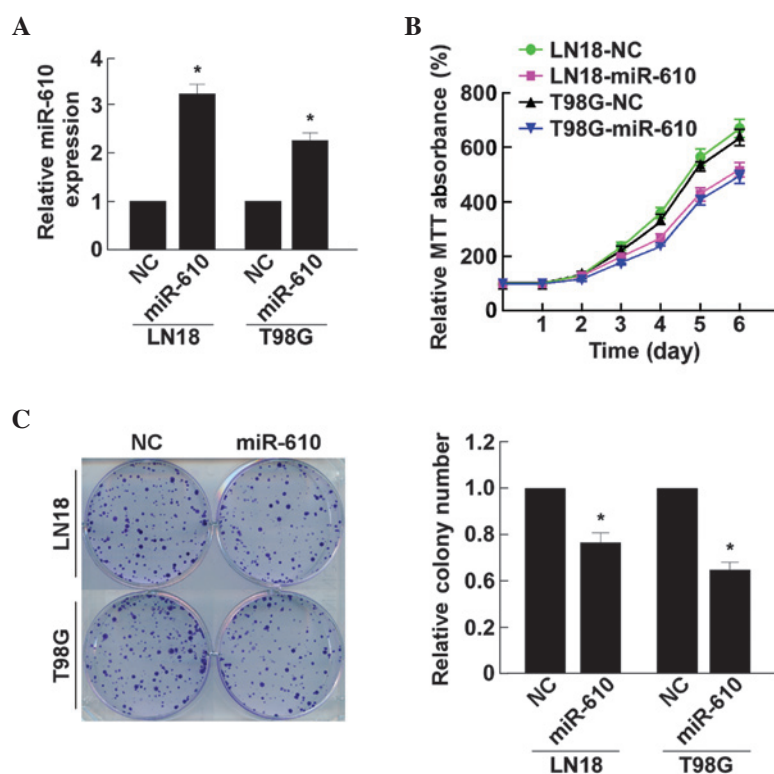 A
Relative miR-610
expression
4
3
2
1
0
*
*
NC
miR-610
NC
miR-610
LN18
T98G
B
LN18-NC
LN18-miR-610
T98G-NC
T98G-miR-610
Relative MTT absorbance (%)
800
600
400
200
100
1 2 3 4 5 6
Time (day)
C
NC miR-610
LN18
T98G
Relative colony number
1.2
1.0
0.8
0.6
0.2
0
*
*
NC
miR-610
NC
miR-610
LN18
T98G